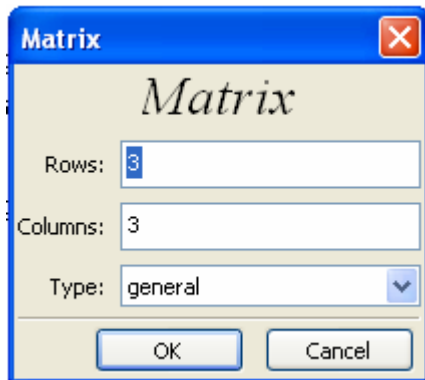 Matrix
Matrix
Rows: 3
Columns: 3
Type: general
OK Cancel